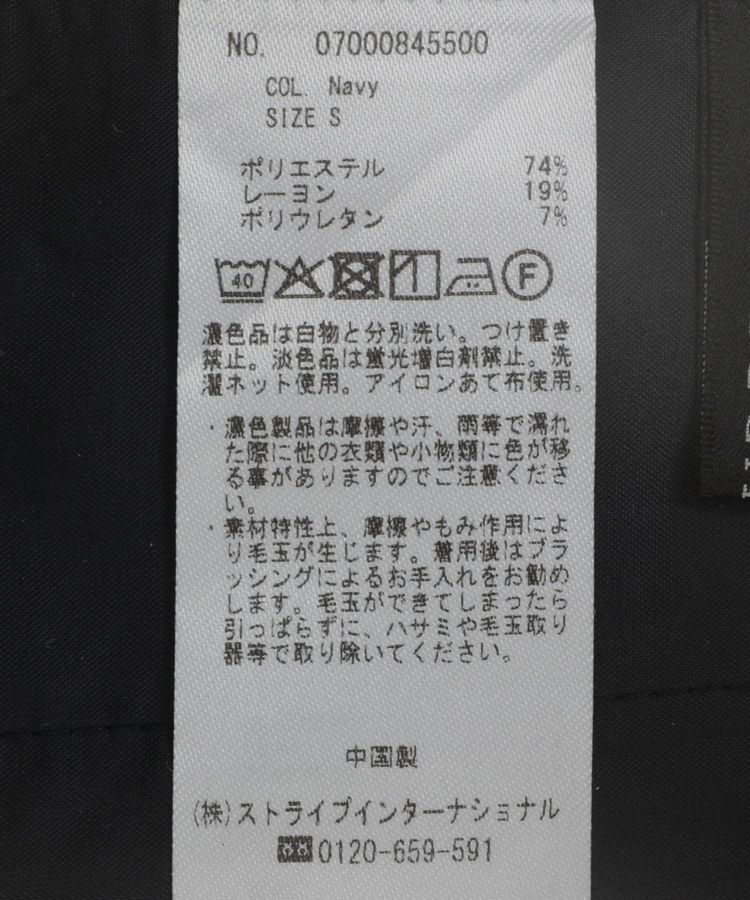 NO. 07000845500
COL. Navy
SIZE S
ポリエステル 74%
レーヨン 19%
ポリウレタン 7%
40 F
濃色品は白物と分別洗い。つけ置き
禁止。淡色品は蛍光増白剤禁止。洗
濯ネット使用。アイロンあて布使用。
・濃色製品は摩擦や汗、雨等で濡れ
た際に他の衣類や小物類に色が移
る事がありますのでご注意くださ
い。
・素材特性上、摩擦やもみ作用によ
り毛玉が生じます。着用後はブラ
ッシングによるお手入れをお勧め
します。毛玉ができてしまったら
引っぱらずに、ハサミや毛玉取り
器等で取り除いてください。
中国製
(株)ストライプインターナショナル
0120-659-591